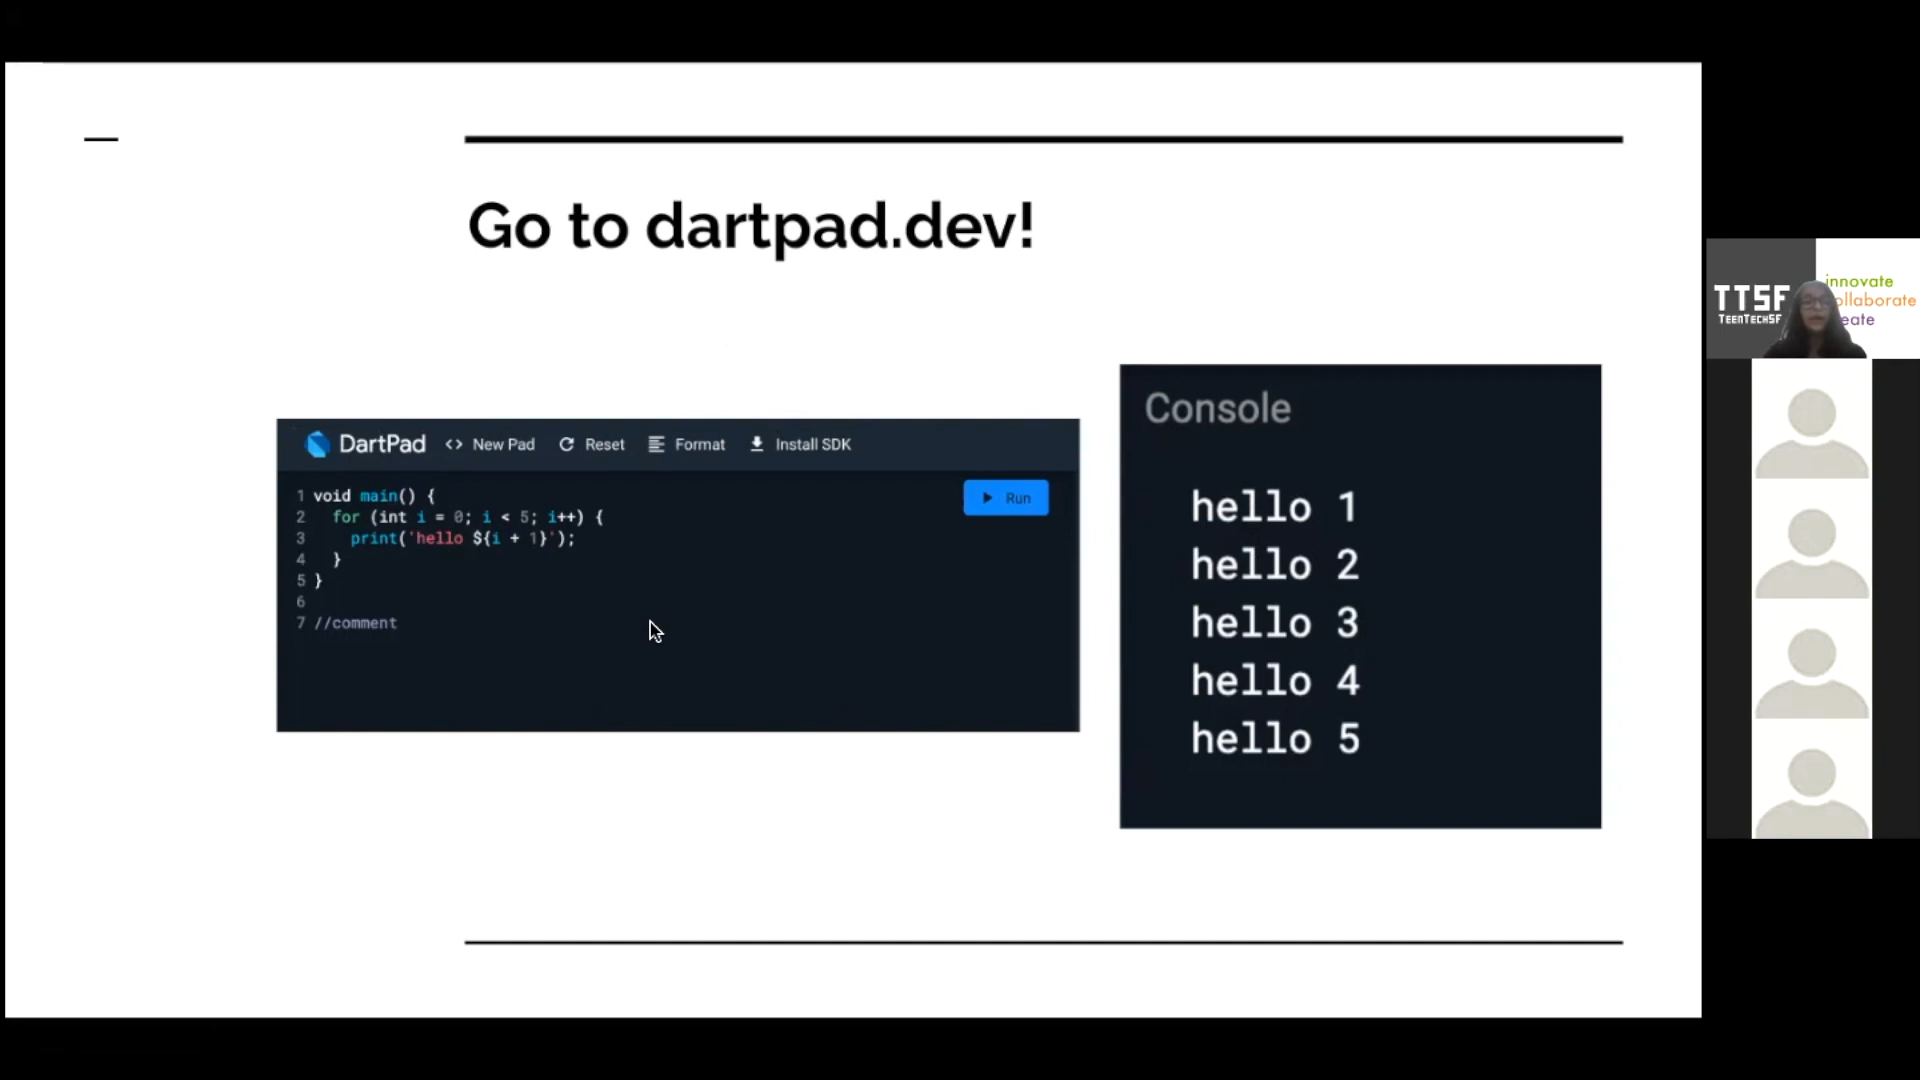 Go to dartpad.dev!
DartPad <> New Pad Reset Format Install SDK
Run
1 void main() {
2 for (int i = 0; i < 5; i++) {
3 print('hello ${i + 1}');
4 }
5 }
6
7 //comment
Console
hello 1
hello 2
hello 3
hello 4
hello 5
TTSF
TEENTECHSF
innovate
ollaborate
eate